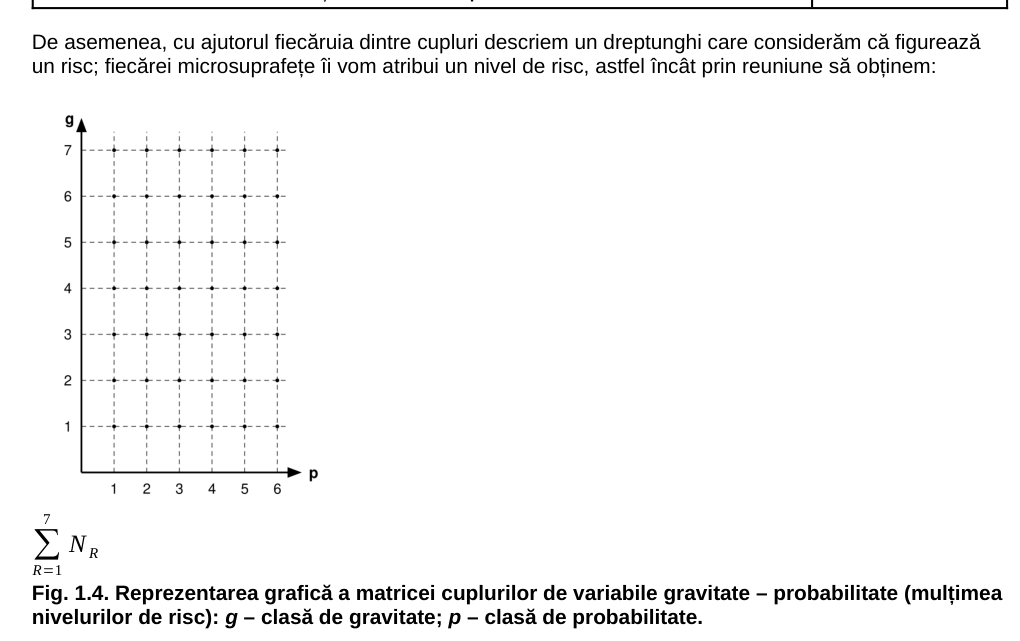 De asemenea, cu ajutorul fiecăruia dintre cupluri descriem un dreptunghi care considerăm că figurează
un risc; fiecărei microsuprafețe îi vom atribui un nivel de risc, astfel încât prin reuniune să obținem:
g
7
6
5
4
3
2
1
p
1 2 3 4 5 6
7
∑ N R
R=1
Fig. 1.4. Reprezentarea grafică a matricei cuplurilor de variabile gravitate – probabilitate (mulțimea
nivelurilor de risc): g – clasă de gravitate; p – clasă de probabilitate.